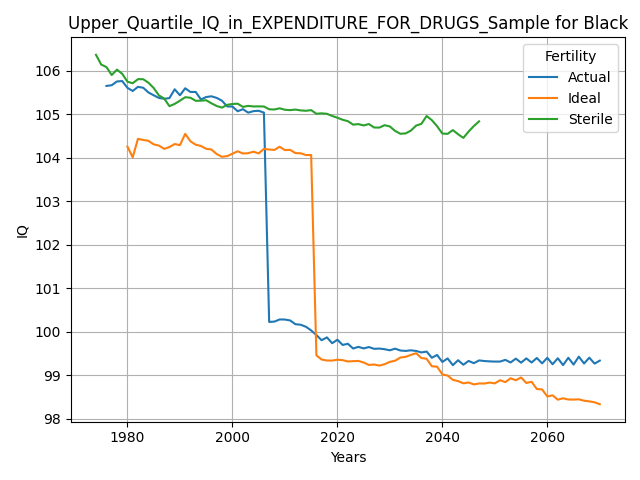 Upper_Quartile_IQ_in_EXPENDITURE_FOR_DRUGS_Sample for Black
Fertility
Actual
Ideal
Sterile
106
105
104
103
102
101
100
99
98
IQ
1980 2000 2020 2040 2060
Years